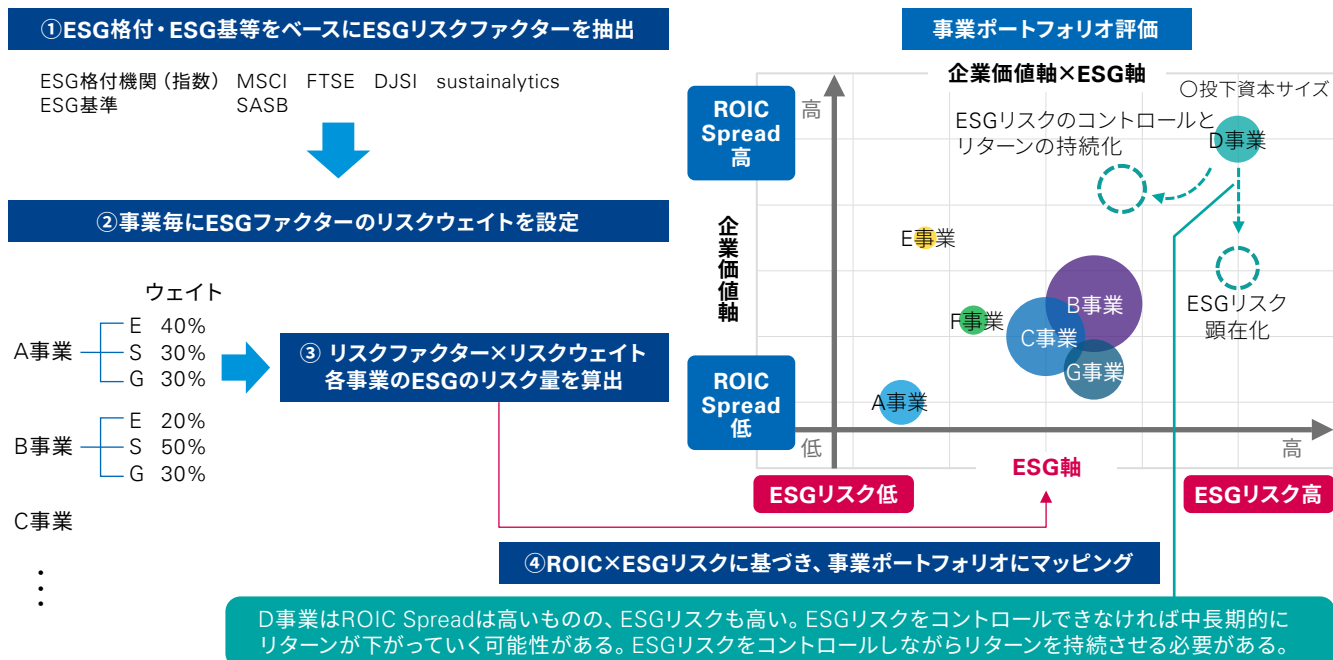 ①ESG格付・ESG基等をベースにESGリスクファクターを抽出
ESG格付機関（指数） MSCI FTSE DJSI sustainalytics
ESG基準 SASB
②事業毎にESGファクターのリスクウェイトを設定
ウェイト
A事業
E 40%
S 30%
G 30%
B事業
E 20%
S 50%
G 30%
C事業
⋮
③ リスクファクター×リスクウェイト
各事業のESGのリスク量を算出
事業ポートフォリオ評価
企業価値軸×ESG軸
〇投下資本サイズ
ROIC
Spread
高
高
ESGリスクのコントロールと
リターンの持続化
D事業
企業価値軸
E事業
ESGリスク
顕在化
B事業
F事業
C事業
G事業
ROIC
Spread
低
A事業
低
ESG軸
高
ESGリスク低
ESGリスク高
④ROIC×ESGリスクに基づき、事業ポートフォリオにマッピング
D事業はROIC Spreadは高いものの、ESGリスクも高い。ESGリスクをコントロールできなければ中長期的に
リターンが下がっていく可能性がある。ESGリスクをコントロールしながらリターンを持続させる必要がある。